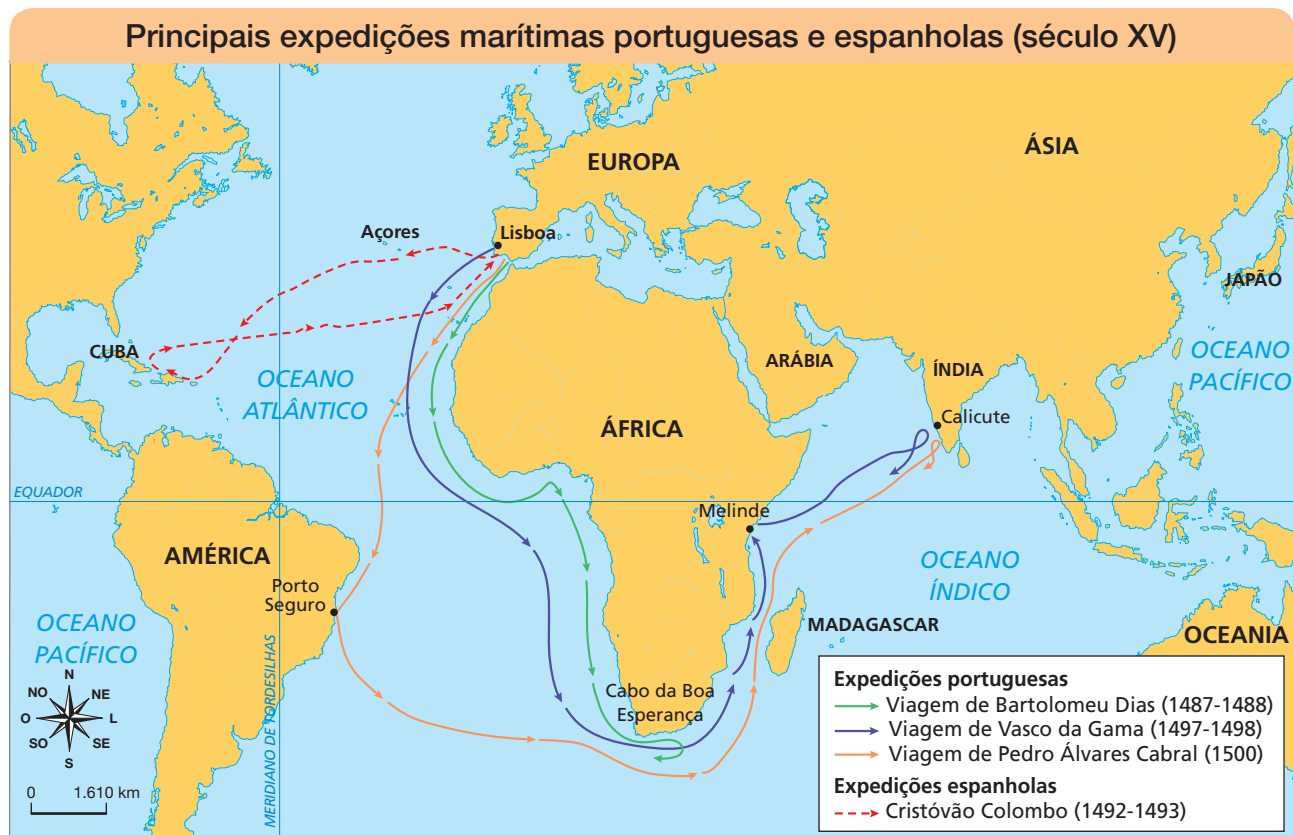 Principais expedições marítimas portuguesas e espanholas (século XV)
EUROPA
ÁSIA
Açores
Lisboa
JAPÃO
CUBA
OCEANO
ATLÂNTICO
ARÁBIA
ÍNDIA
OCEANO
PACÍFICO
Calicute
ÁFRICA
EQUADOR
Melinde
AMÉRICA
Porto
Seguro
OCEANO
ÍNDICO
OCEANO
PACÍFICO
MADAGASCAR
OCEANIA
MERIDIANO DE TORDESILHAS
Cabo da Boa
Esperança
N
NO NE
O L
SO SE
S
0 1.610 km
Expedições portuguesas
Viagem de Bartolomeu Dias (1487-1488)
Viagem de Vasco da Gama (1497-1498)
Viagem de Pedro Álvares Cabral (1500)
Expedições espanholas
Cristóvão Colombo (1492-1493)